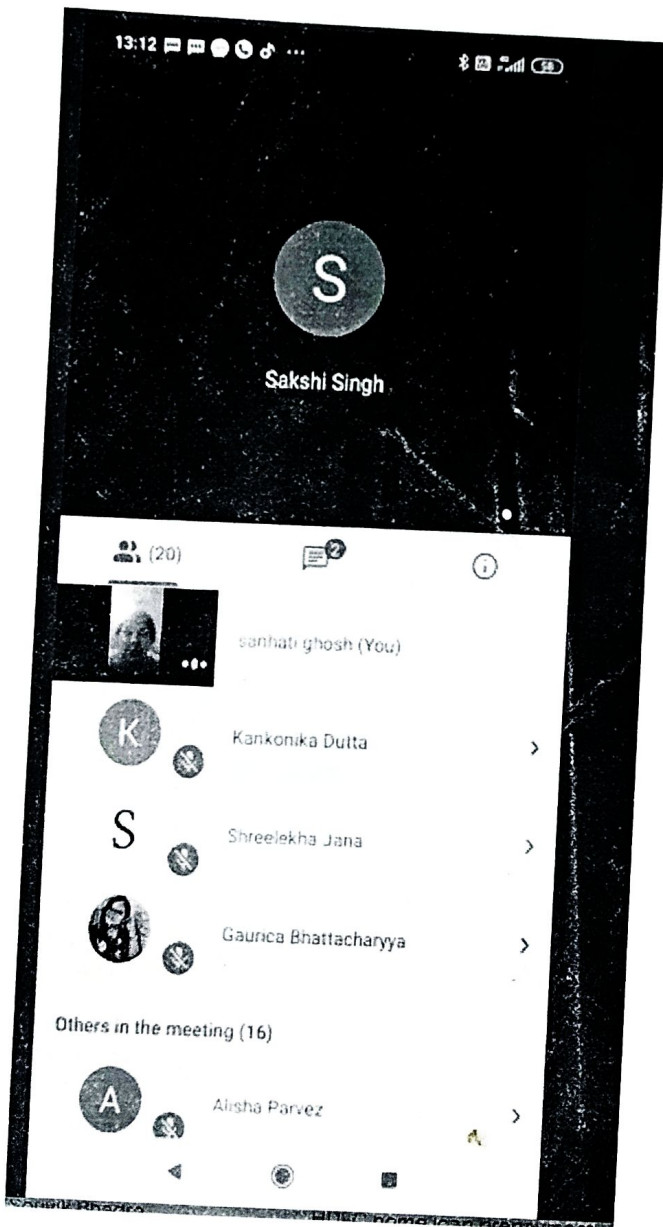 13:12
58
S
Sakshi Singh
(20)
2
sanhati ghosh (You)
K
Kankonika Dutta
S
Shreelekha Jana
Gaurica Bhattacharyya
Others in the meeting (16)
A
Alisha Parvez